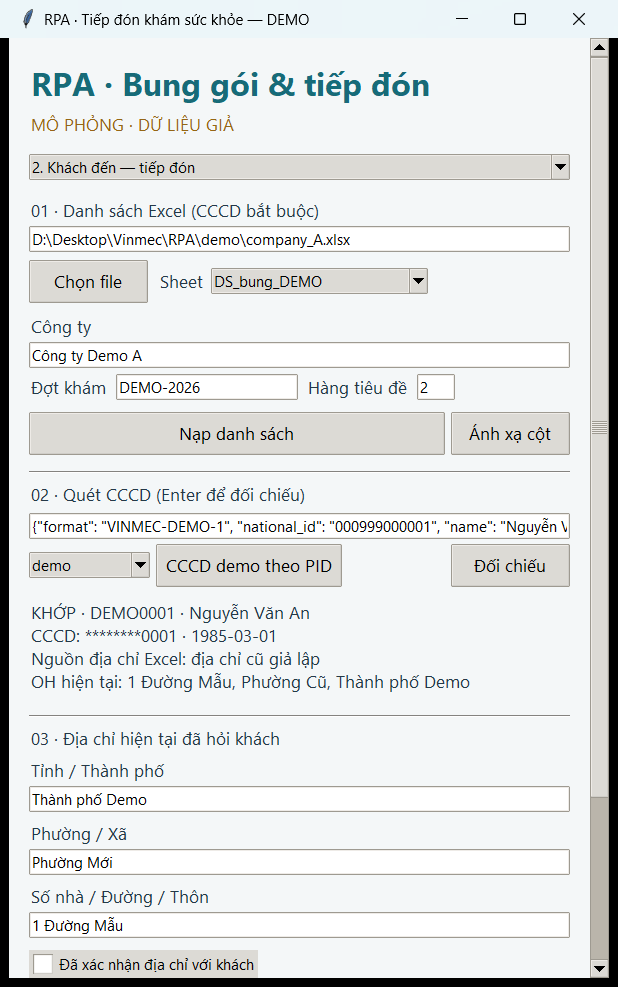 RPA · Tiếp đón khám sức khỏe — DEMO
RPA · Bung gói & tiếp đón
MÔ PHỎNG · DỮ LIỆU GIẢ
2. Khách đến — tiếp đón
01 · Danh sách Excel (CCCD bắt buộc)
D:\Desktop\Vinmec\RPA\demo\company_A.xlsx
Chọn file Sheet DS_bung_DEMO
Công ty
Công ty Demo A
Đợt khám DEMO-2026 Hàng tiêu đề 2
Nạp danh sách Ánh xạ cột
02 · Quét CCCD (Enter để đối chiếu)
{"format": "VINMEC-DEMO-1", "national_id": "000999000001", "name": "Nguyễn V
demo CCCD demo theo PID Đối chiếu
KHỚP · DEMO0001 · Nguyễn Văn An
CCCD: ********0001 · 1985-03-01
Nguồn địa chỉ Excel: địa chỉ cũ giả lập
OH hiện tại: 1 Đường Mẫu, Phường Cũ, Thành phố Demo
03 · Địa chỉ hiện tại đã hỏi khách
Tỉnh / Thành phố
Thành phố Demo
Phường / Xã
Phường Mới
Số nhà / Đường / Thôn
1 Đường Mẫu
Đã xác nhận địa chỉ với khách